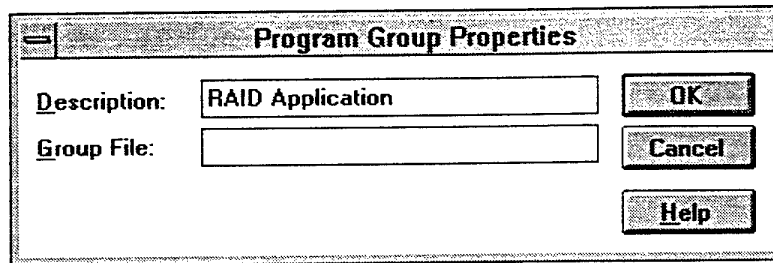 Program Group Properties
Description: RAID Application OK
Group File: Cancel
Help